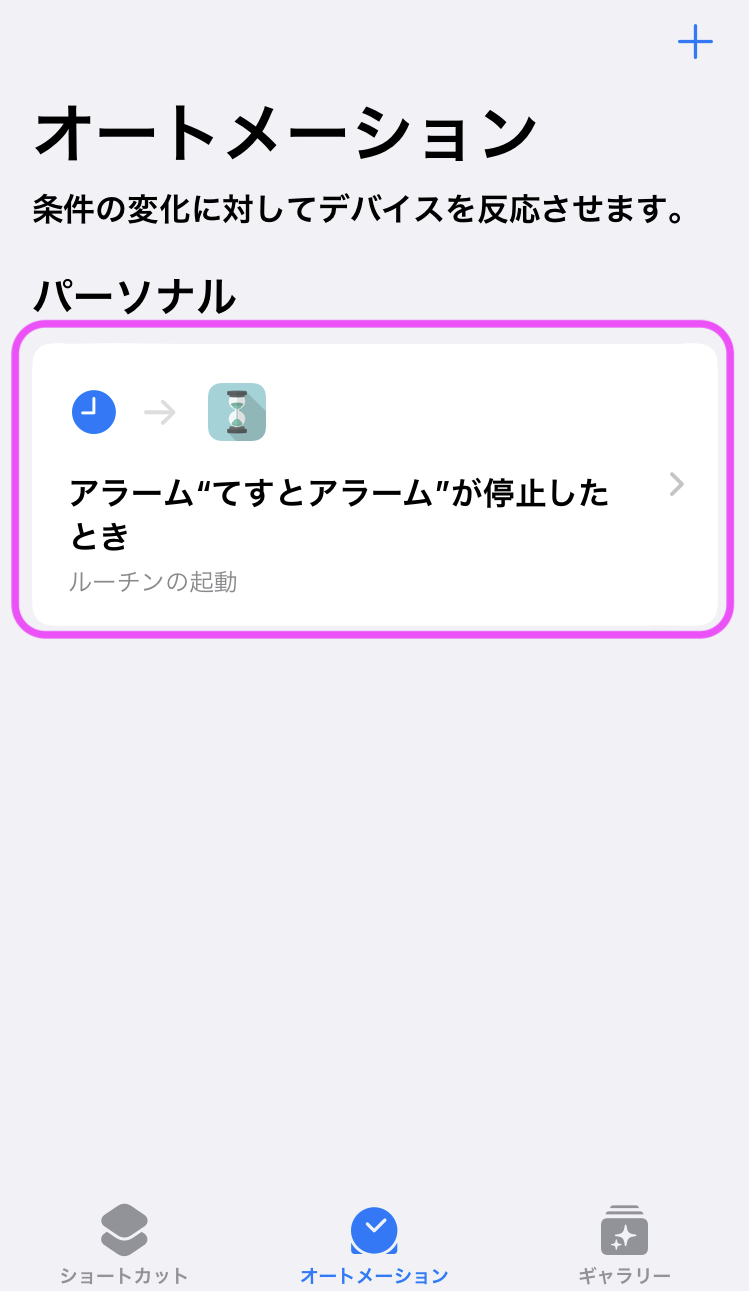 オートメーション
条件の変化に対してデバイスを反応させます。
パーソナル
アラーム“てすとアラーム”が停止した
とき
ルーチンの起動
ショートカット
オートメーション
ギャラリー